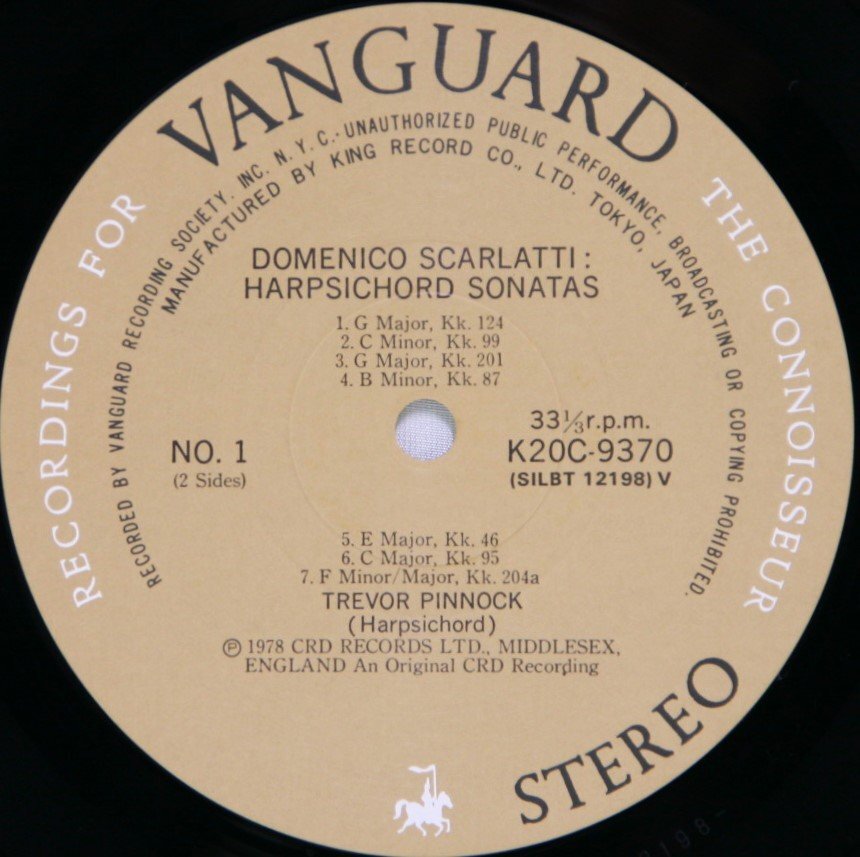 VANGUARD
RECORDINGS FOR
THE CONNOISSEUR
RECORDED BY VANGUARD RECORDING SOCIETY, INC. N. Y. C.·UNAUTHORIZED PUBLIC PERFORMANCE, BROADCASTING OR COPYING PROHIBITED.
MANUFACTURED BY KING RECORD CO., LTD. TOKYO, JAPAN
DOMENICO SCARLATTI :
HARPSICHORD SONATAS
1. G Major, Kk. 124
2. C Minor, Kk. 99
3. G Major, Kk. 201
4. B Minor, Kk. 87
33⅓r.p.m.
NO. 1
K20C-9370
(2 Sides)
(SILBT 12198) V
5. E Major, Kk. 46
6. C Major, Kk. 95
7. F Minor/Major, Kk. 204a
TREVOR PINNOCK
(Harpsichord)
Ⓟ 1978 CRD RECORDS LTD., MIDDLESEX,
ENGLAND An Original CRD Recording
STEREO